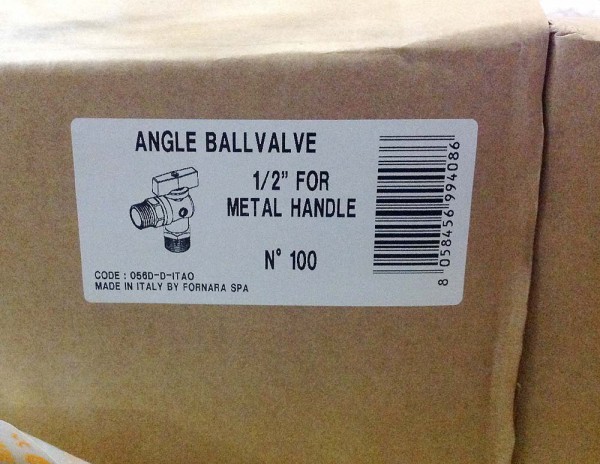 ANGLE BALLVALVE
1/2" FOR
METAL HANDLE
N° 100
CODE : 056D-D-ITAO
MADE IN ITALY BY FORNARA SPA
8 058456 994086